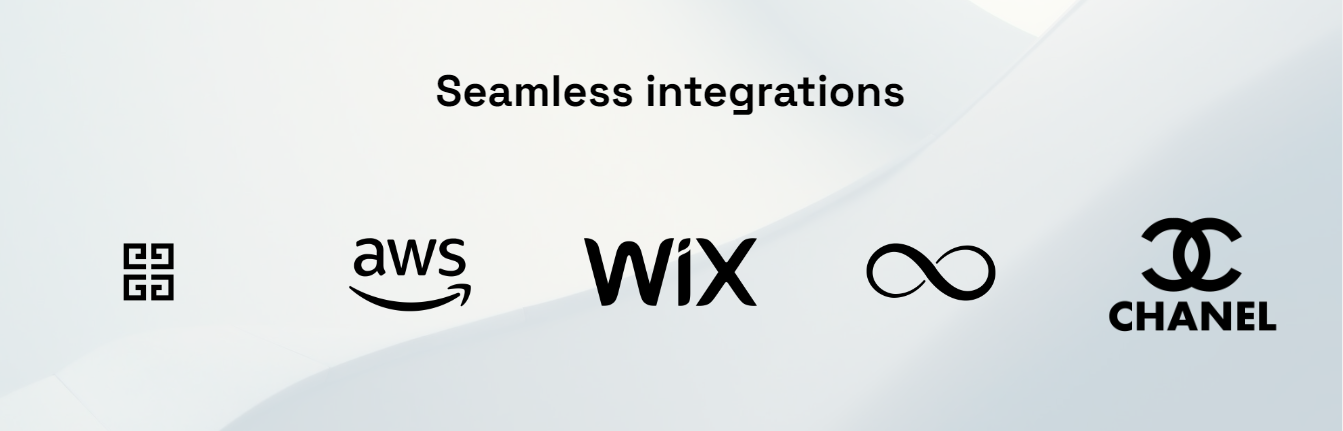 Seamless integrations
aws
WiX
CHANEL